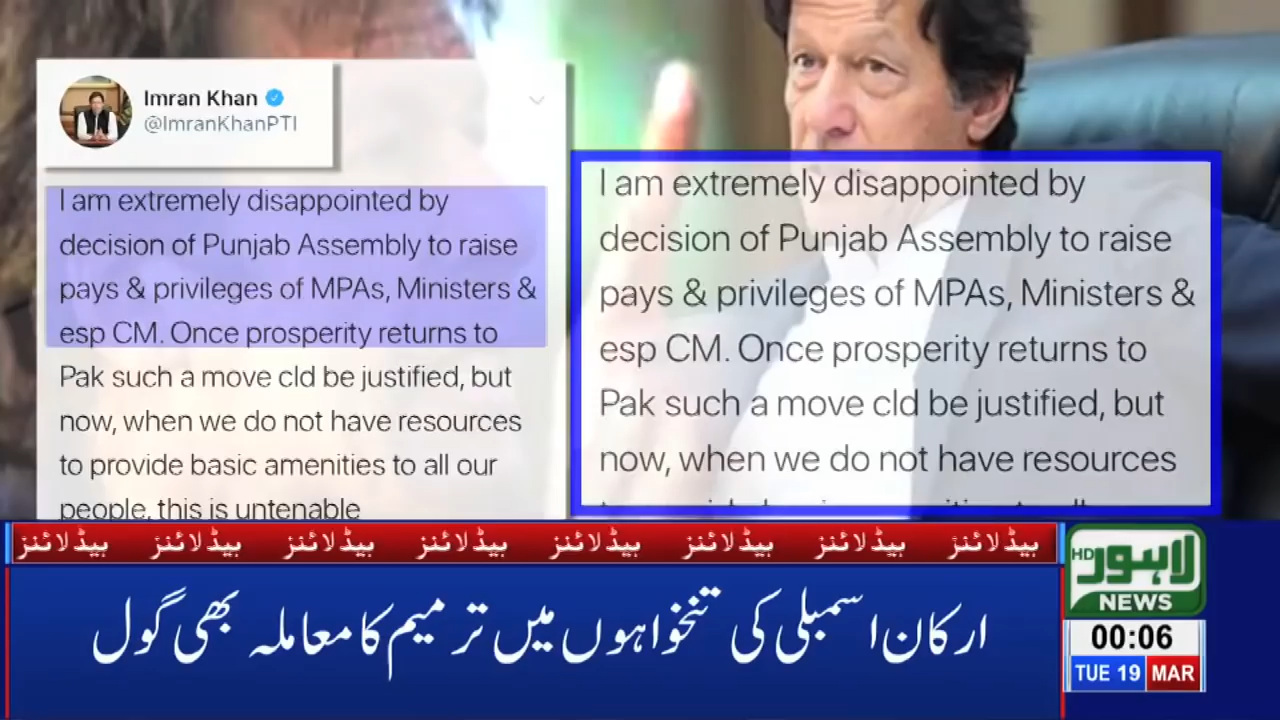 Imran Khan
@ImranKhanPTI
I am extremely disappointed by
decision of Punjab Assembly to raise
pays & privileges of MPAs, Ministers &
esp CM. Once prosperity returns to
Pak such a move cld be justified, but
now, when we do not have resources
to provide basic amenities to all our
people, this is untenable
I am extremely disappointed by
decision of Punjab Assembly to raise
pays & privileges of MPAs, Ministers &
esp CM. Once prosperity returns to
Pak such a move cld be justified, but
now, when we do not have resources
ہیڈلائنز ہیڈلائنز ہیڈلائنز ہیڈلائنز ہیڈلائنز ہیڈلائنز ہیڈلائنز ہیڈلائنز
ارکان اسمبلی کی تنخواہوں میں ترمیم کا معاملہ بھی گول
HD لاہور
NEWS
00:06
TUE 19 MAR